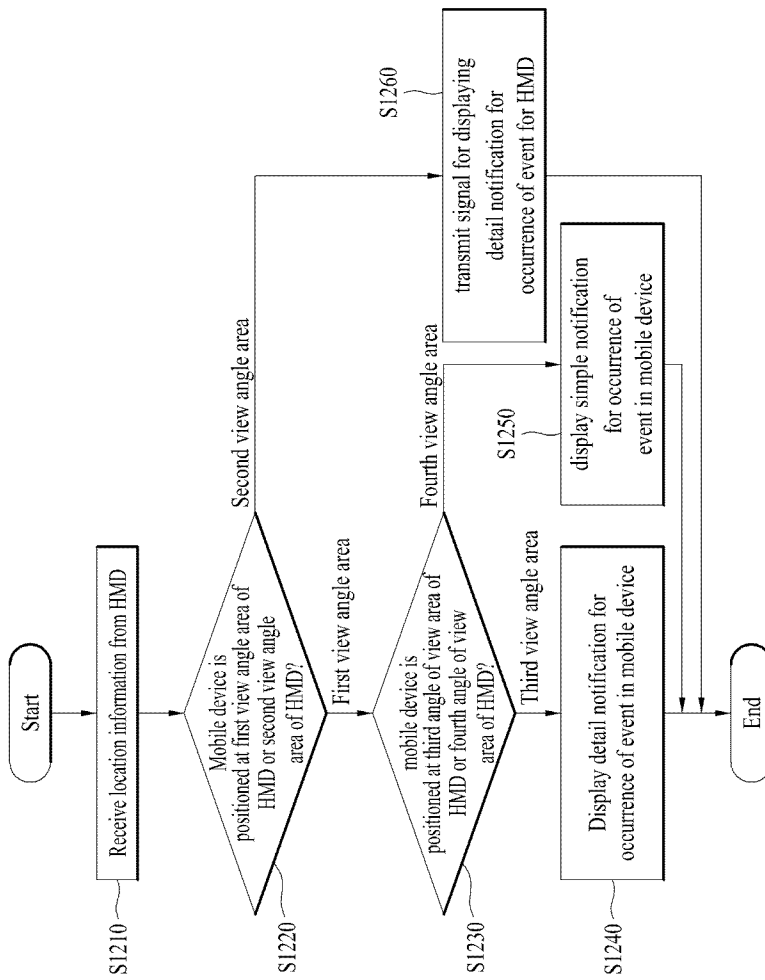 Start
Receive location information from HMD
S1210
Mobile device is
positioned at first view angle area of
HMD or second view angle
area of HMD?
S1220
Second view angle area
First view angle area
mobile device is
positioned at third angle of view area of
HMD or fourth angle of view
area of HMD?
S1230
Fourth view angle area
Third view angle area
Display detail notification for
occurrence of event in mobile device
S1240
display simple notification
for occurrence of
event in mobile device
S1250
transmit signal for displaying
detail notification for
occurrence of event for HMD
S1260
End